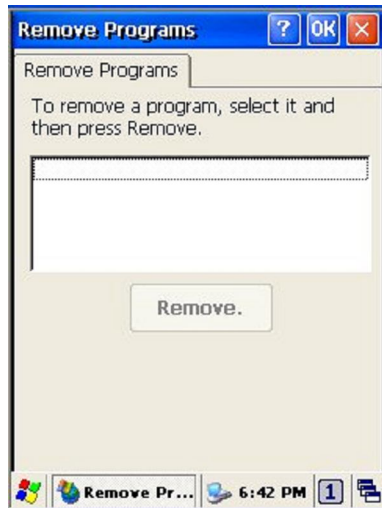 Remove Programs
? OK
Remove Programs
To remove a program, select it and
then press Remove.
Remove.
Remove Pr... 6:42 PM 1